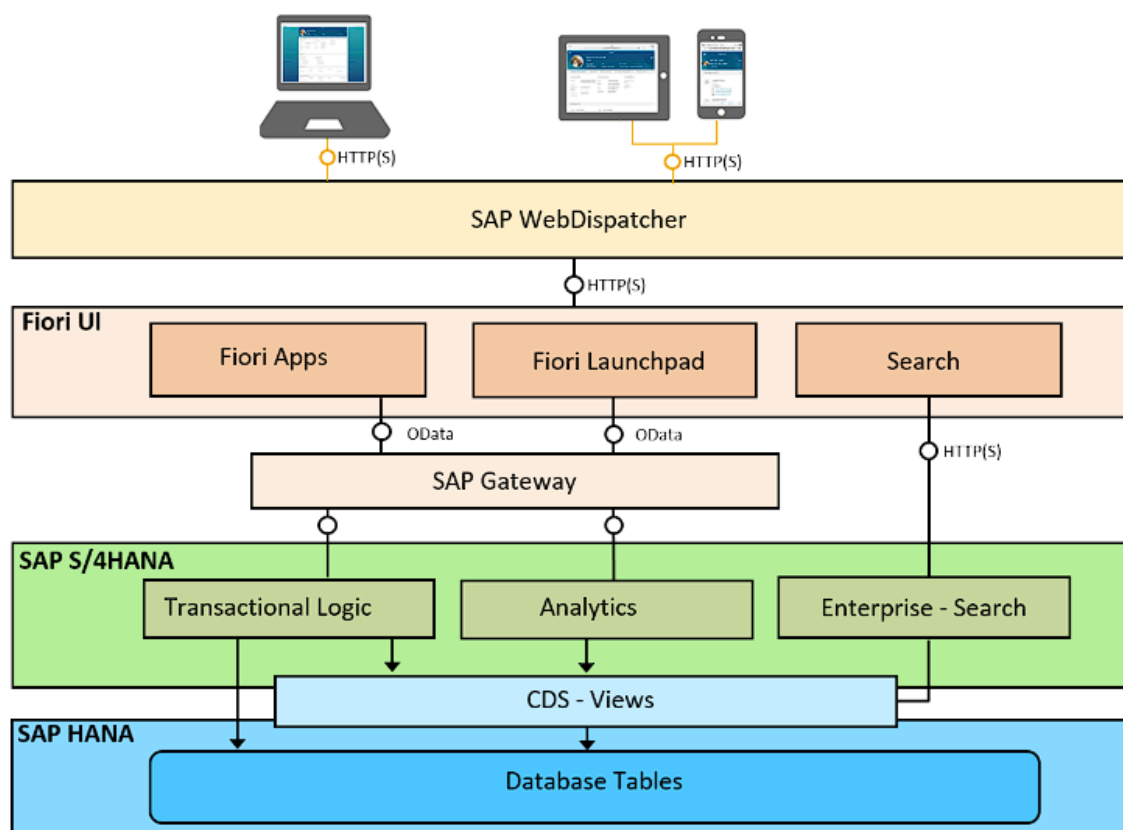 HTTP(S)
HTTP(S)
SAP WebDispatcher
HTTP(S)
Fiori UI
Fiori Apps
Fiori Launchpad
Search
OData
OData
HTTP(S)
SAP Gateway
SAP S/4HANA
Transactional Logic
Analytics
Enterprise - Search
CDS - Views
SAP HANA
Database Tables